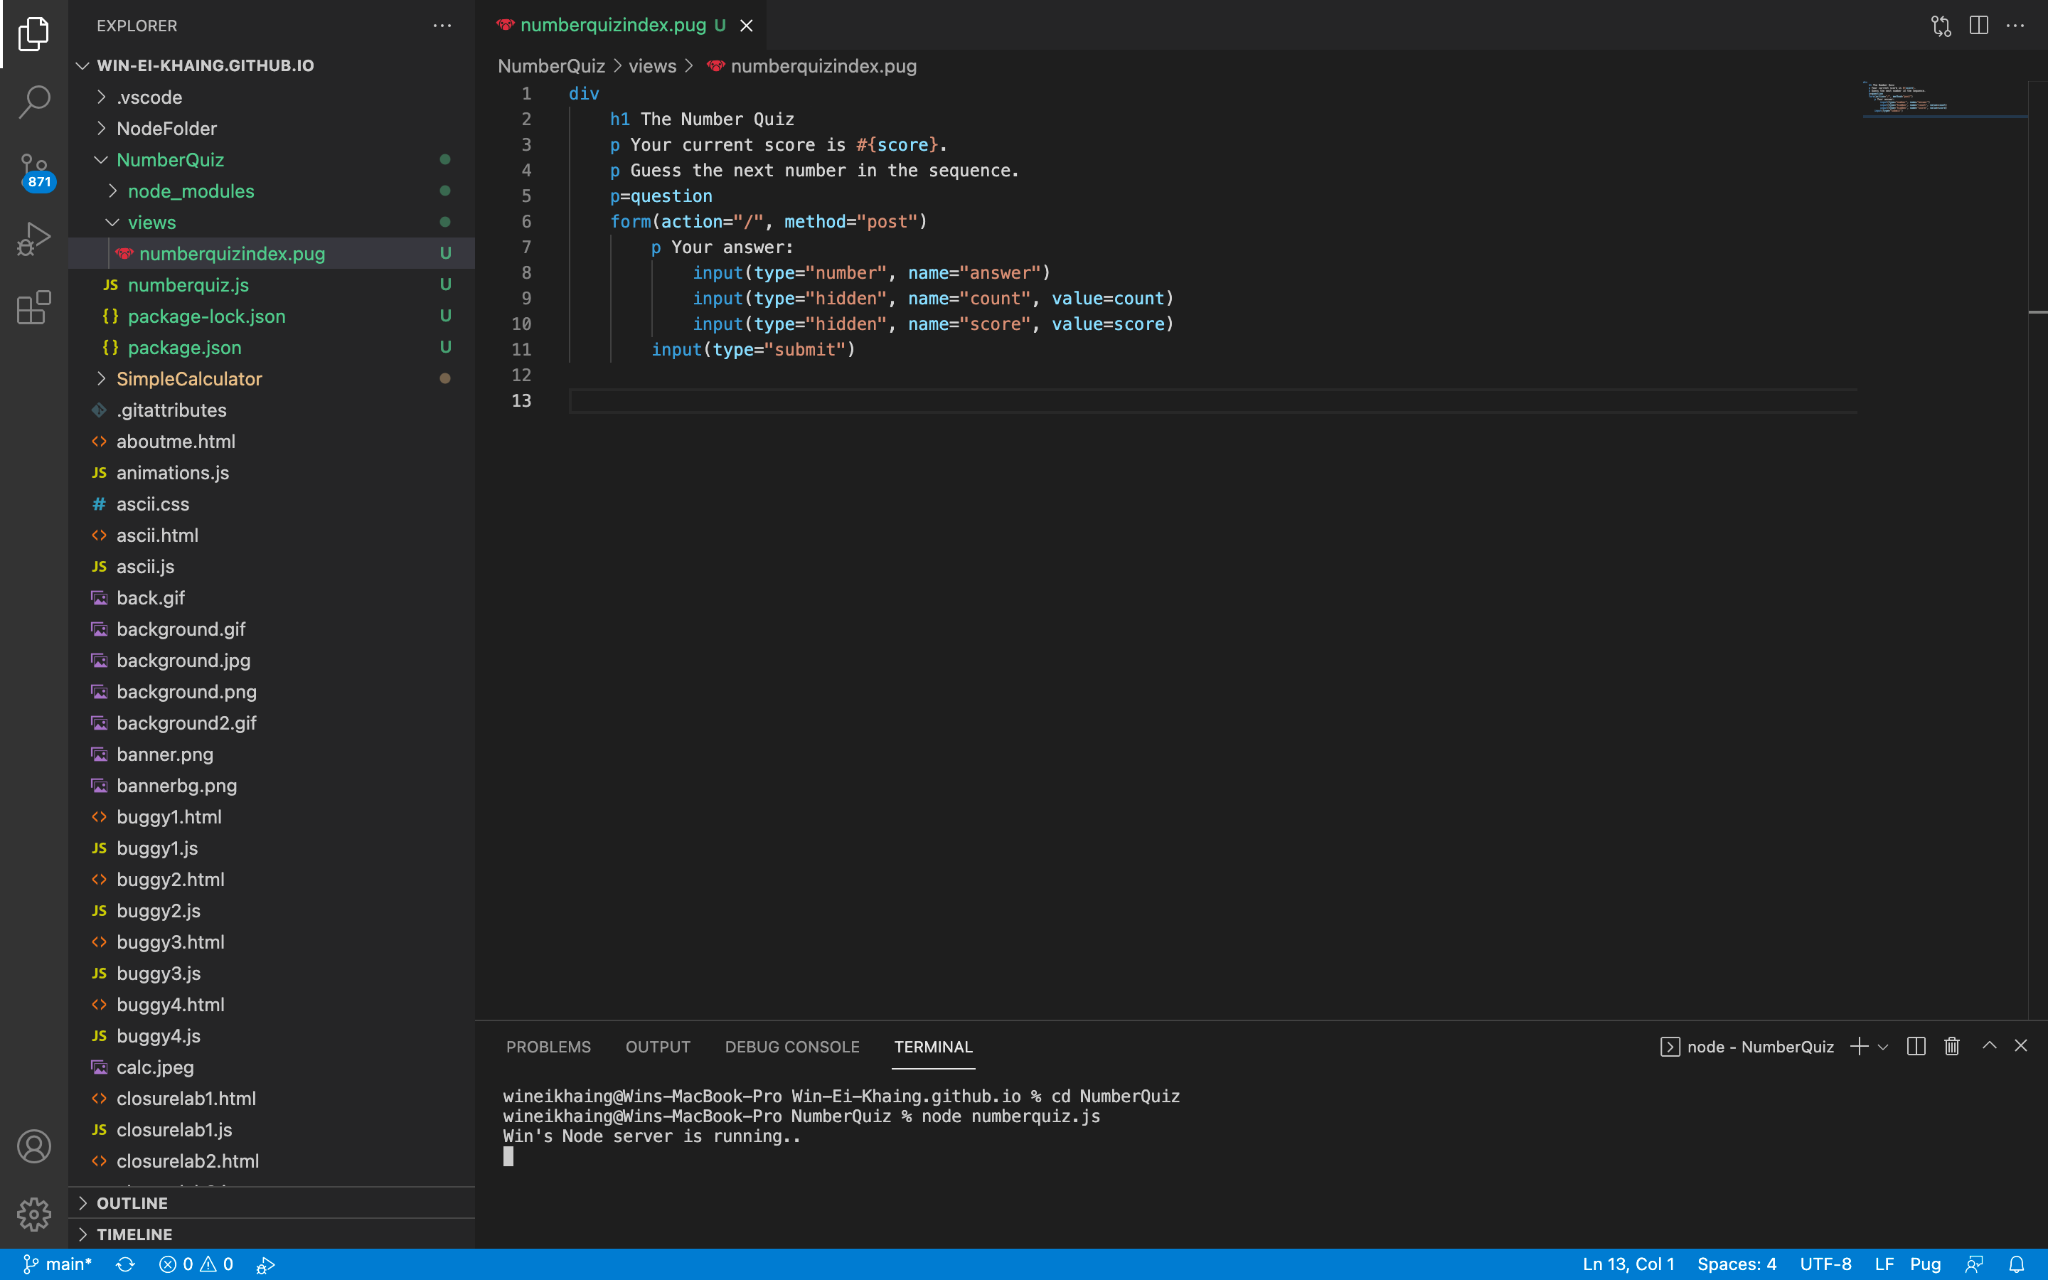 EXPLORER
WIN-EI-KHAING.GITHUB.IO
.vscode
NodeFolder
NumberQuiz
871
node_modules
views
numberquizindex.pug U
JS numberquiz.js U
{} package-lock.json U
{} package.json U
SimpleCalculator
.gitattributes
<> aboutme.html
JS animations.js
# ascii.css
<> ascii.html
JS ascii.js
back.gif
background.gif
background.jpg
background.png
background2.gif
banner.png
bannerbg.png
<> buggy1.html
JS buggy1.js
<> buggy2.html
JS buggy2.js
<> buggy3.html
JS buggy3.js
<> buggy4.html
JS buggy4.js
calc.jpeg
<> closurelab1.html
JS closurelab1.js
<> closurelab2.html
OUTLINE
TIMELINE
numberquizindex.pug U
NumberQuiz > views > numberquizindex.pug
1 div
2 h1 The Number Quiz
3 p Your current score is #{score}.
4 p Guess the next number in the sequence.
5 p=question
6 form(action="/", method="post")
7 p Your answer:
8 input(type="number", name="answer")
9 input(type="hidden", name="count", value=count)
10 input(type="hidden", name="score", value=score)
11 input(type="submit")
12
13
PROBLEMS OUTPUT DEBUG CONSOLE TERMINAL node - NumberQuiz
wineikhaing@Wins-MacBook-Pro Win-Ei-Khaing.github.io % cd NumberQuiz
wineikhaing@Wins-MacBook-Pro NumberQuiz % node numberquiz.js
Win's Node server is running..
main* 0 0 Ln 13, Col 1 Spaces: 4 UTF-8 LF Pug